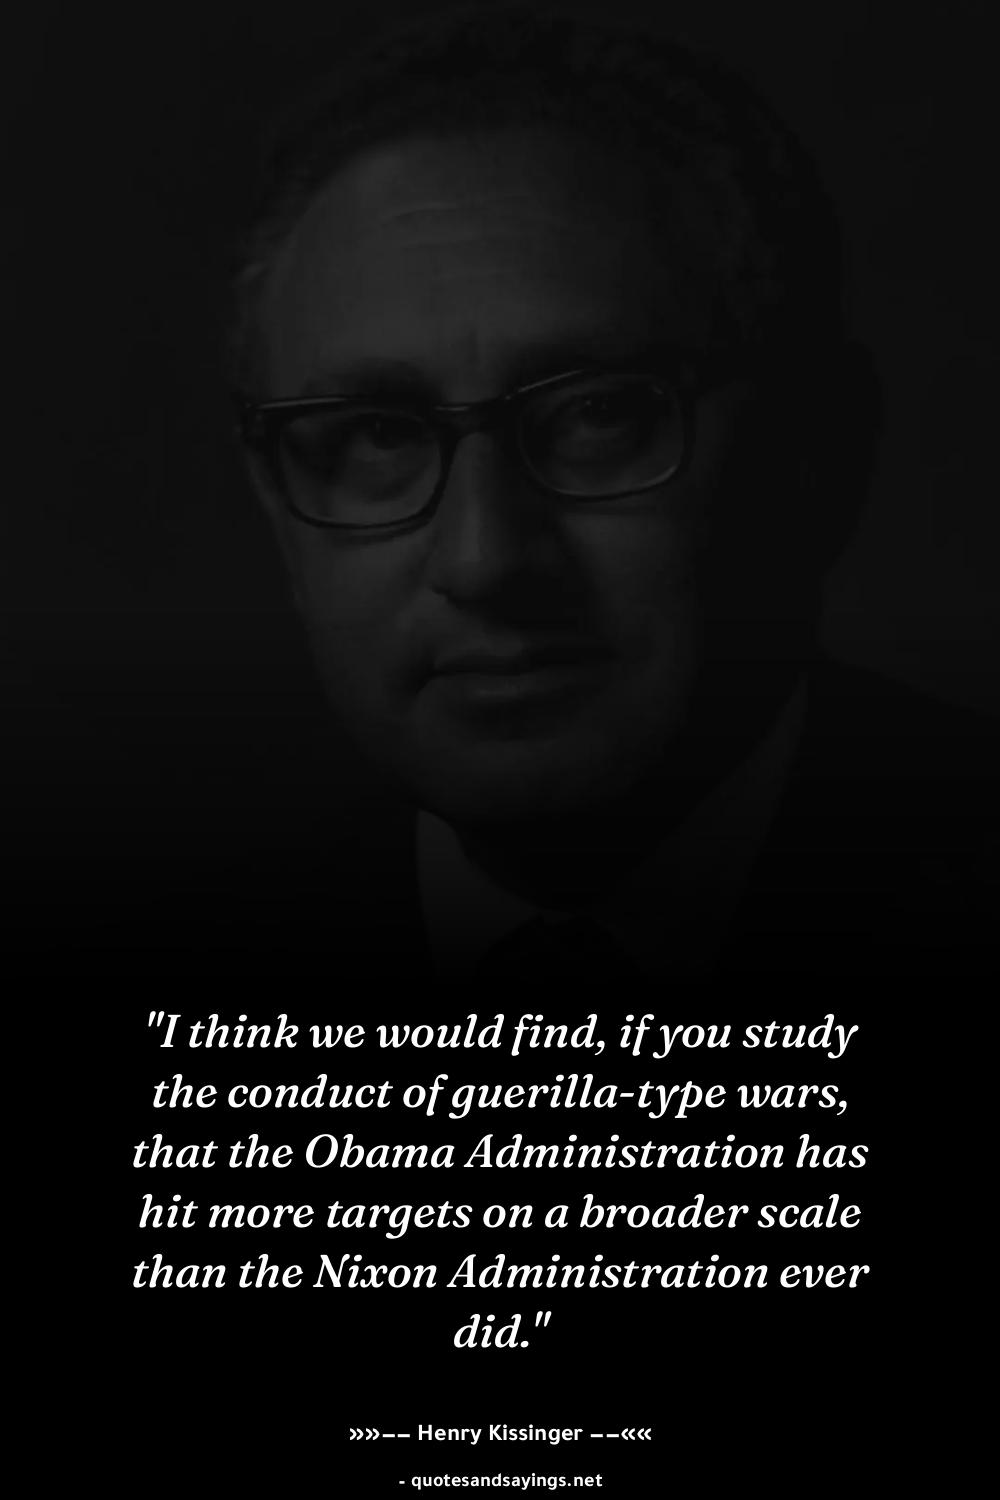 "I think we would find, if you study
the conduct of guerilla-type wars,
that the Obama Administration has
hit more targets on a broader scale
than the Nixon Administration ever
did."
»»–– Henry Kissinger ––««
- quotesandsayings.net